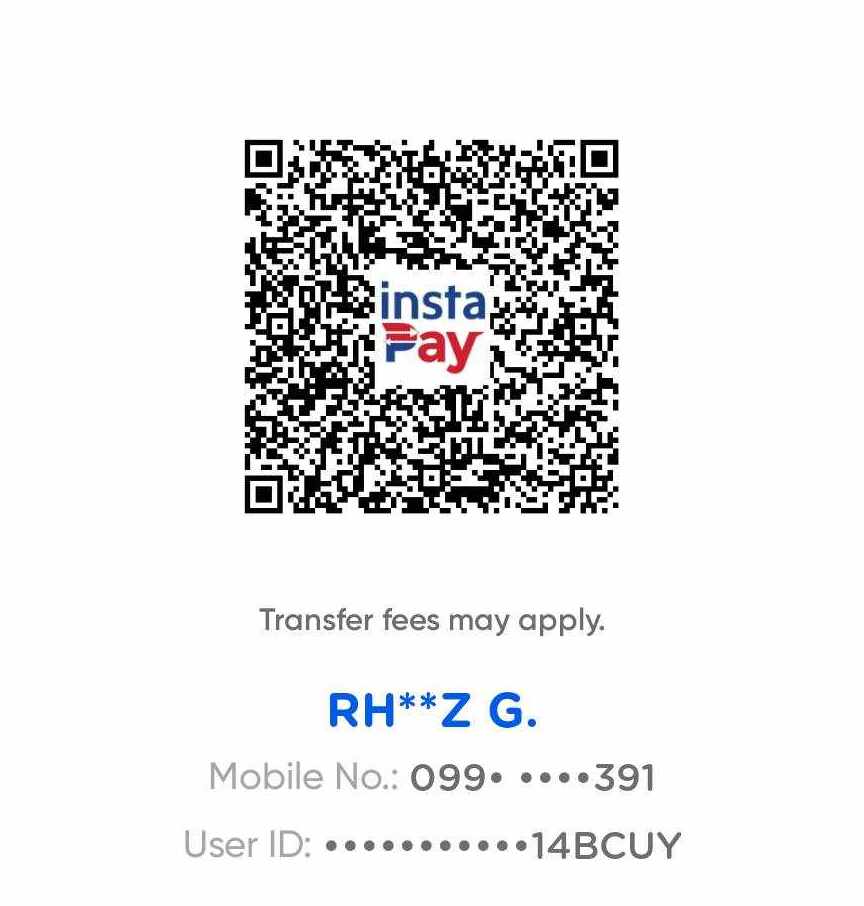 insta
Pay
Transfer fees may apply.
RH**Z G.
Mobile No.: 099• ••••391
User ID: •••••••••••14BCUY